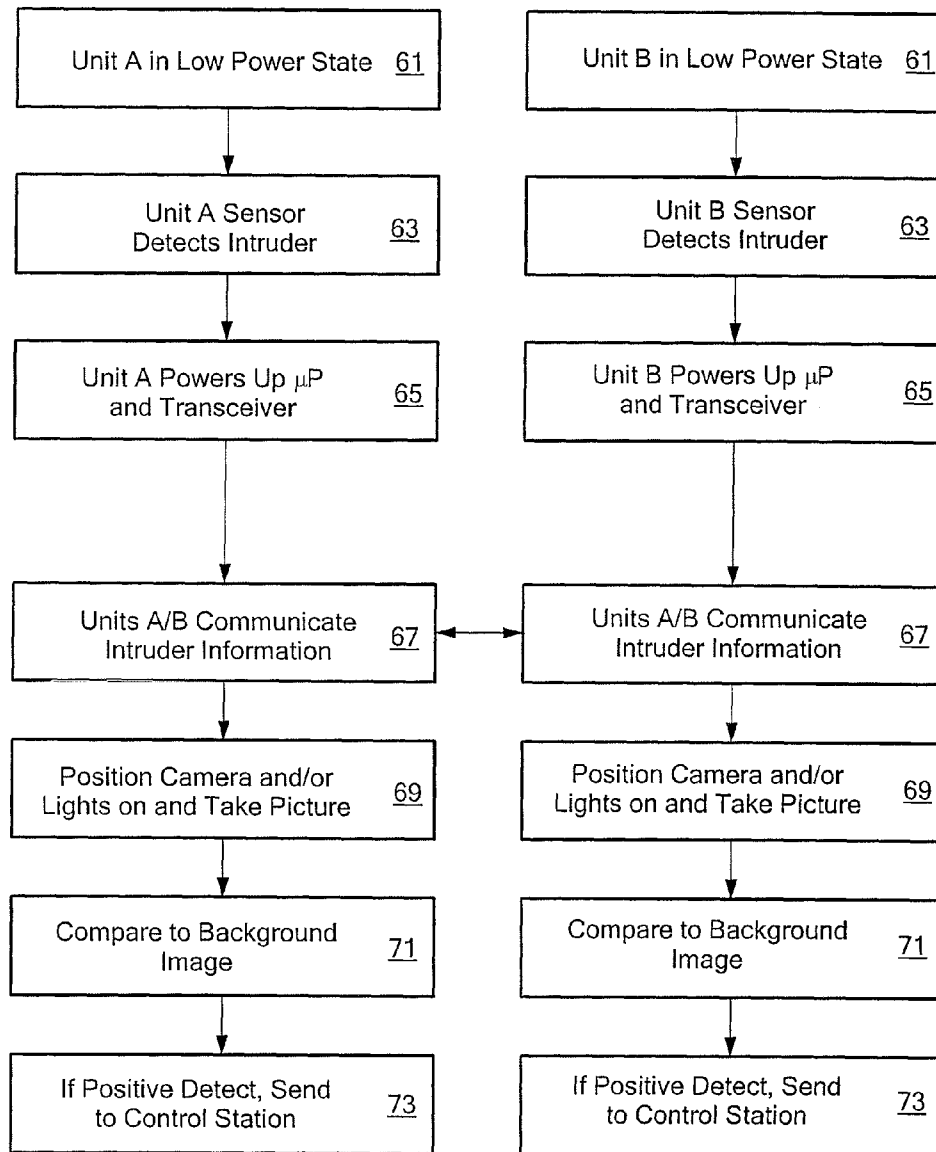 Unit A in Low Power State 61
Unit A Sensor
Detects Intruder 63
Unit A Powers Up µP
and Transceiver 65
Units A/B Communicate
Intruder Information 67
Position Camera and/or
Lights on and Take Picture 69
Compare to Background
Image 71
If Positive Detect, Send
to Control Station 73
Unit B in Low Power State 61
Unit B Sensor
Detects Intruder 63
Unit B Powers Up µP
and Transceiver 65
Units A/B Communicate
Intruder Information 67
Position Camera and/or
Lights on and Take Picture 69
Compare to Background
Image 71
If Positive Detect, Send
to Control Station 73